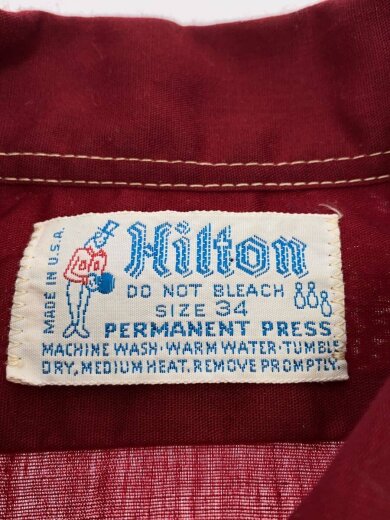 MADE IN U.S.A.
Hilton
DO NOT BLEACH
SIZE 34
PERMANENT PRESS
MACHINE WASH·WARM WATER·TUMBLE
DRY, MEDIUM HEAT. REMOVE PROMPTLY.